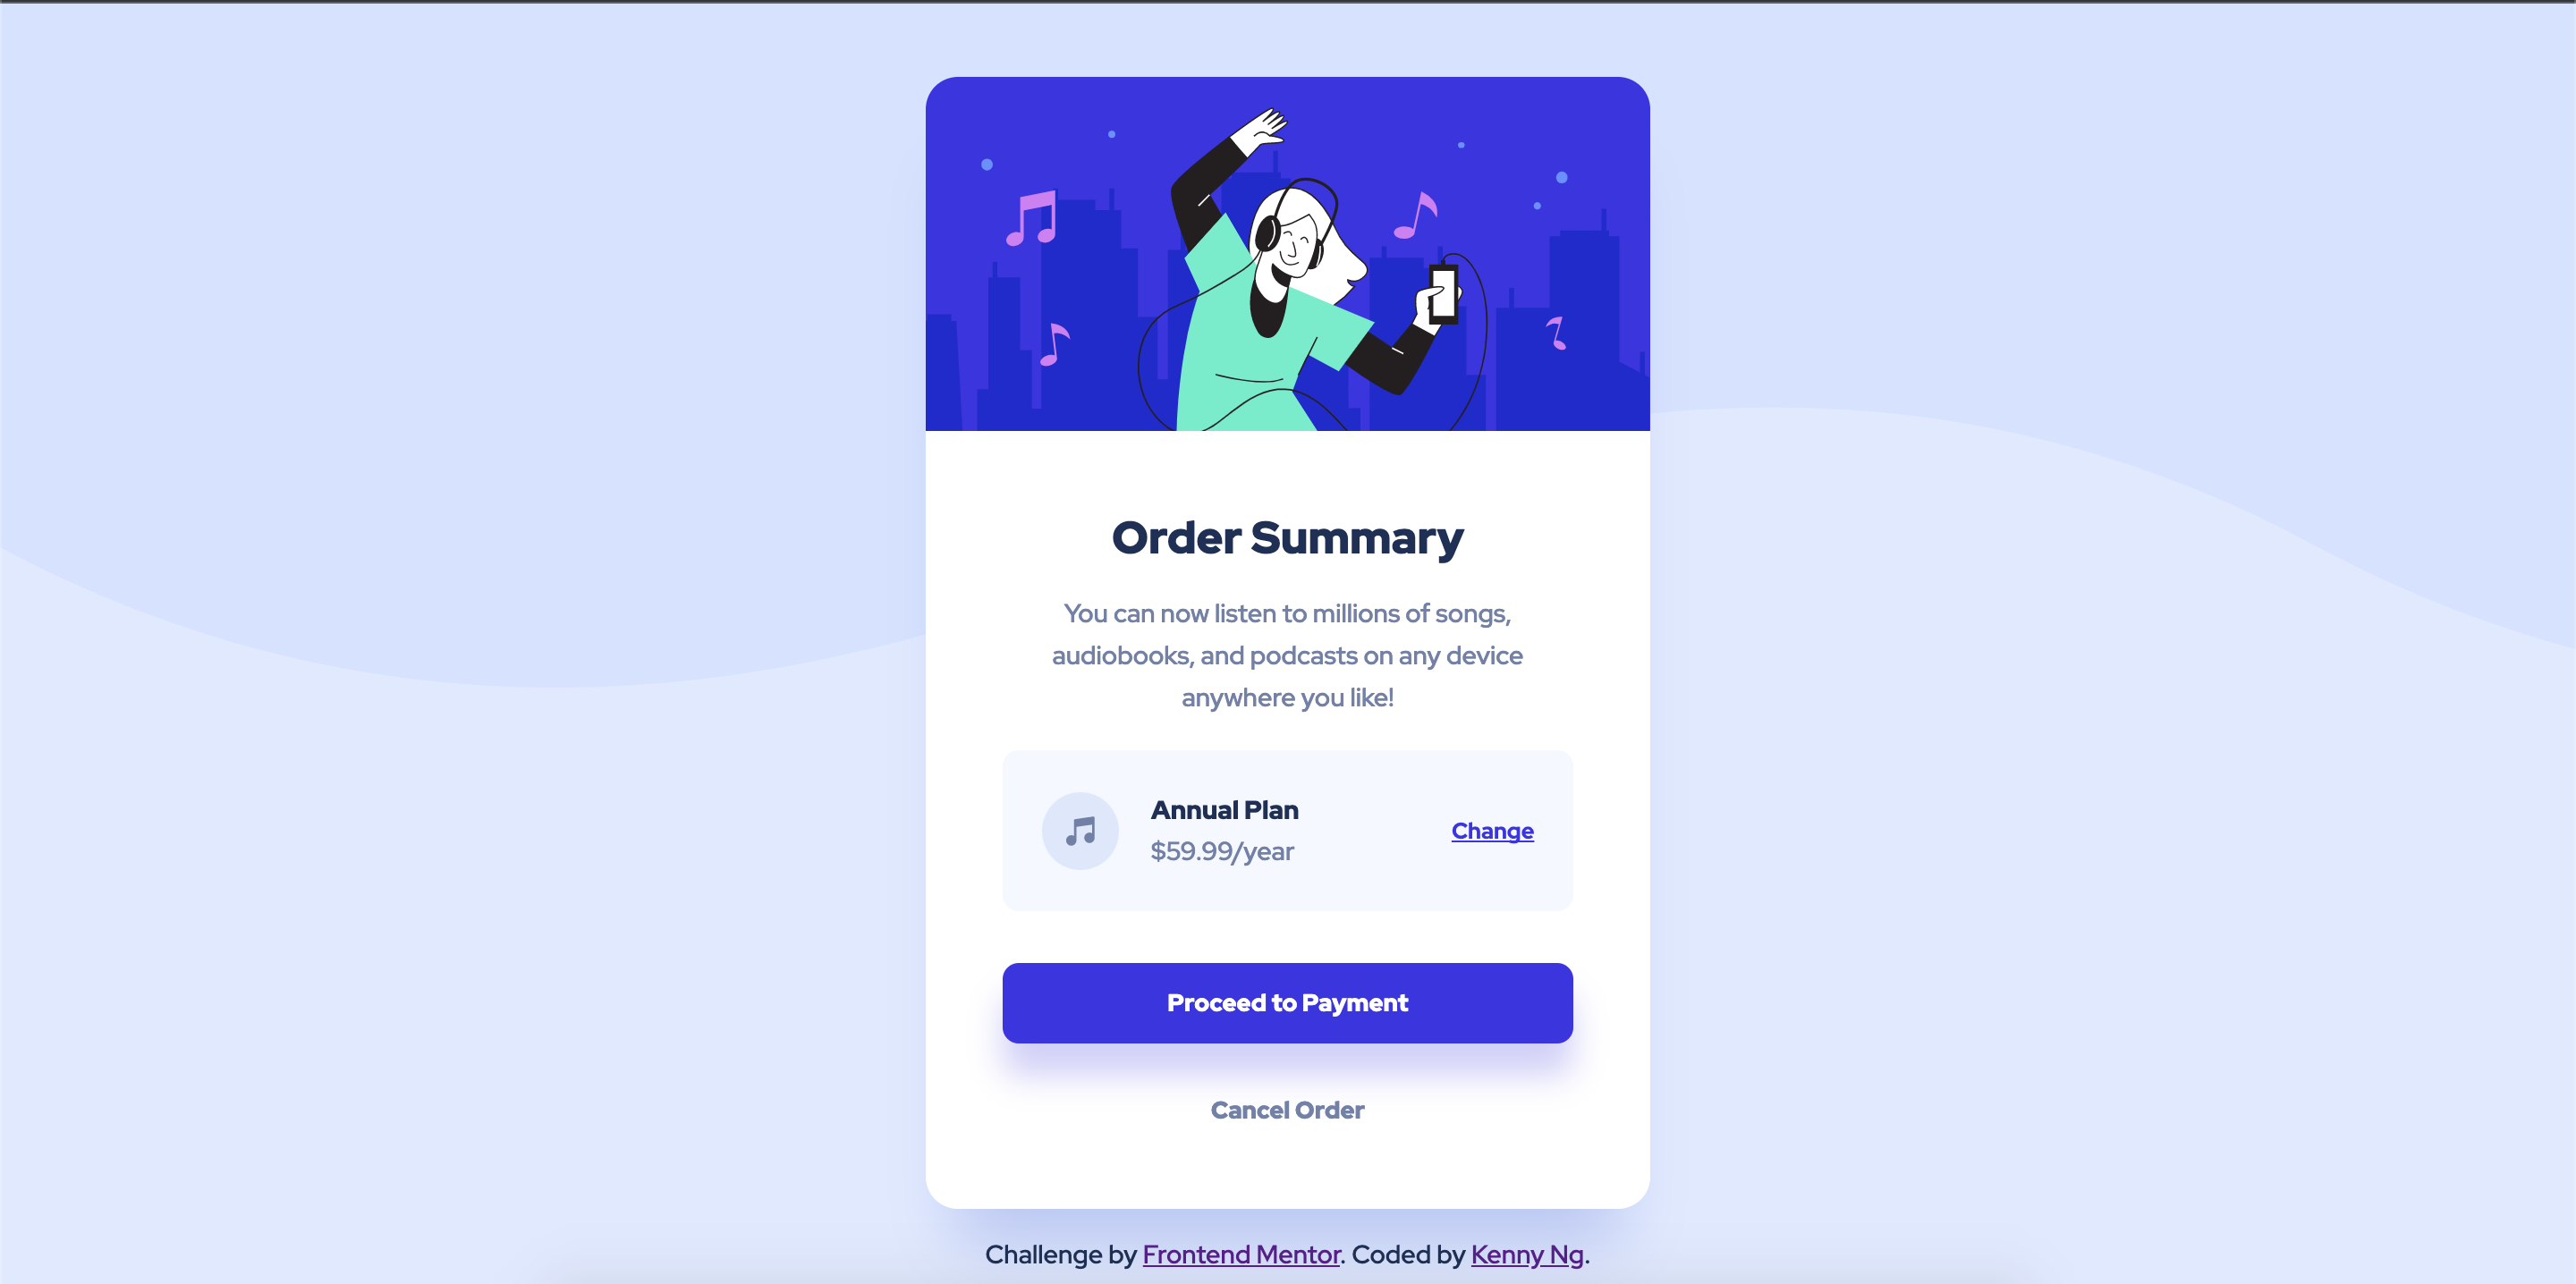 Order Summary
You can now listen to millions of songs,
audiobooks, and podcasts on any device
anywhere you like!
Annual Plan
$59.99/year
Change
Proceed to Payment
Cancel Order
Challenge by Frontend Mentor. Coded by Kenny Ng.